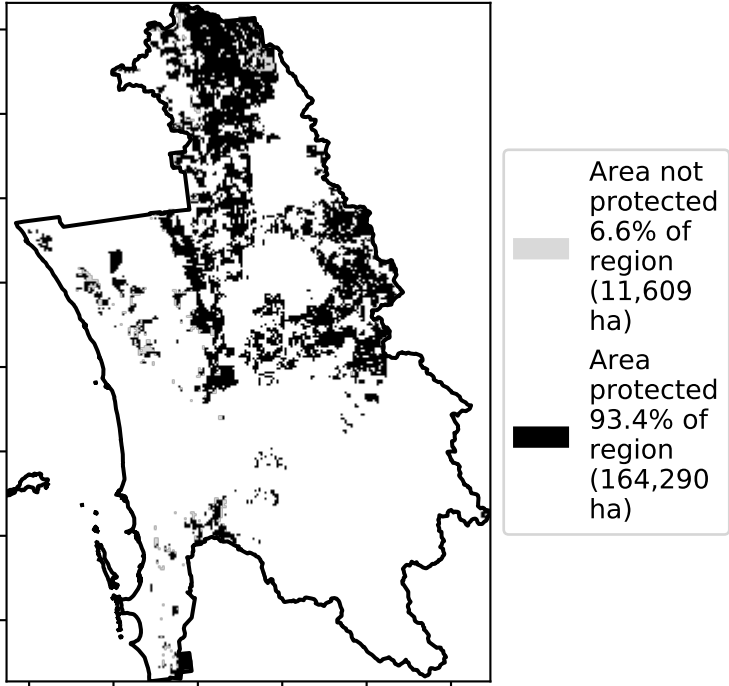 Area not
protected
6.6% of
region
(11,609
ha)
Area
protected
93.4% of
region
(164,290
ha)